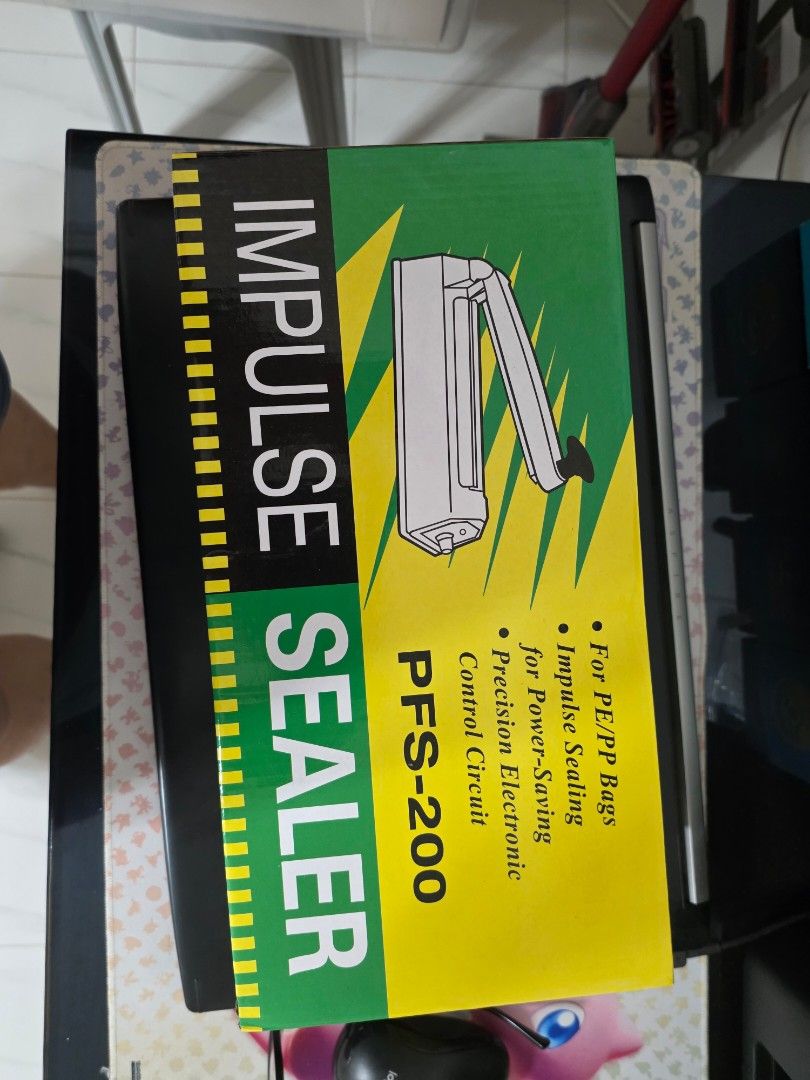 • For PE/PP Bags
• Impulse Sealing
for Power-Saving
• Precision Electronic
Control Circuit
PFS-200
IMPULSE SEALER